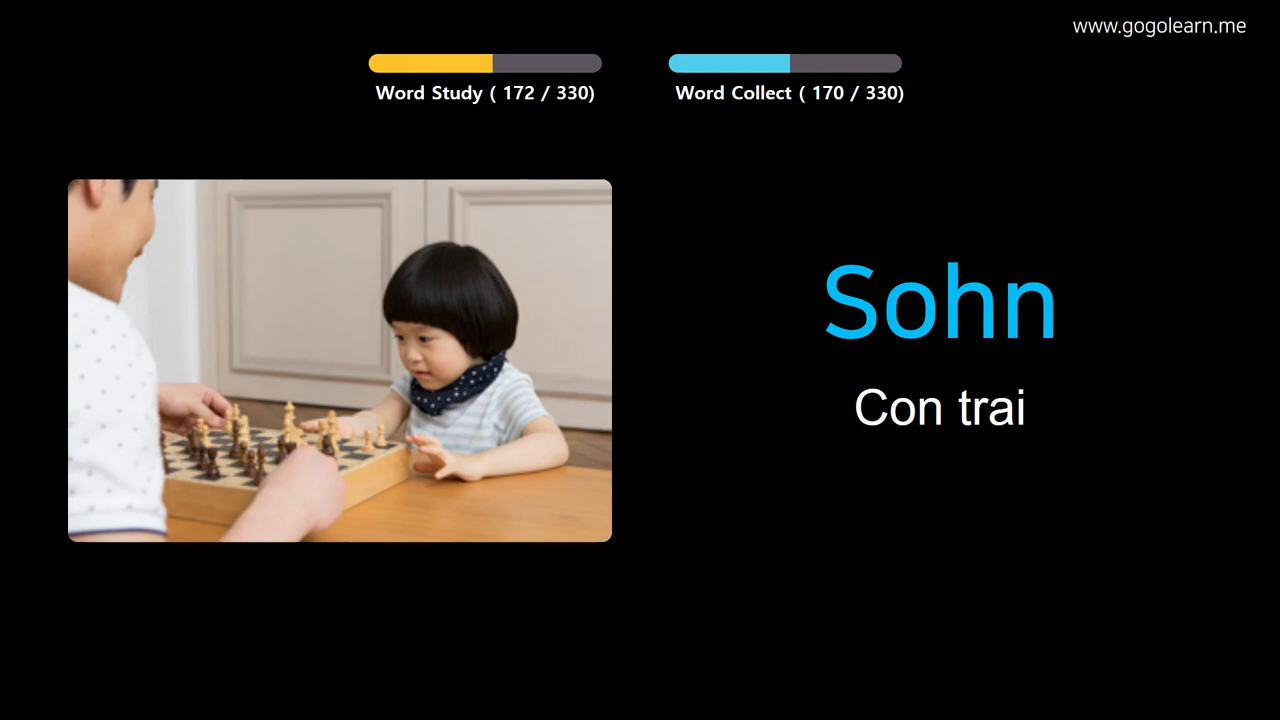 www.gogolearn.me
Word Study ( 172 / 330)
Word Collect ( 170 / 330)
Sohn
Con trai